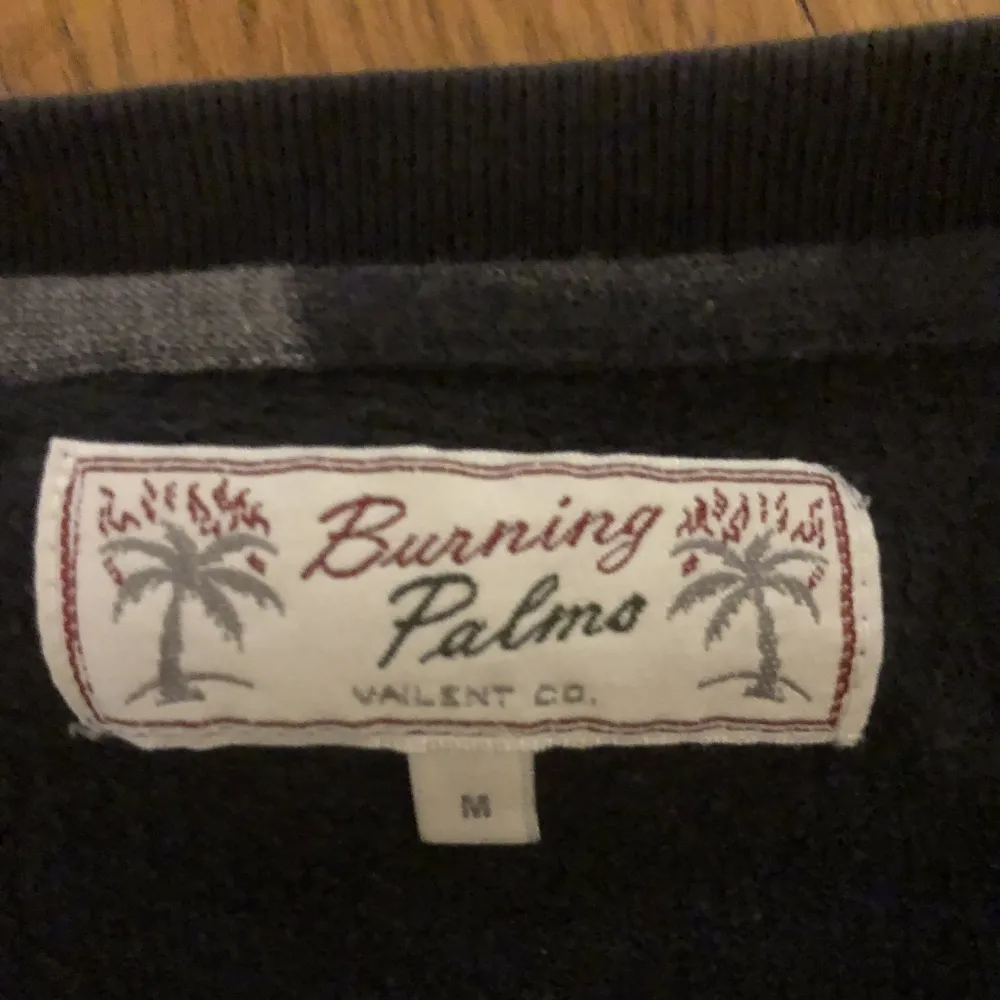 Burning
Palms
VAILENT CO.
M